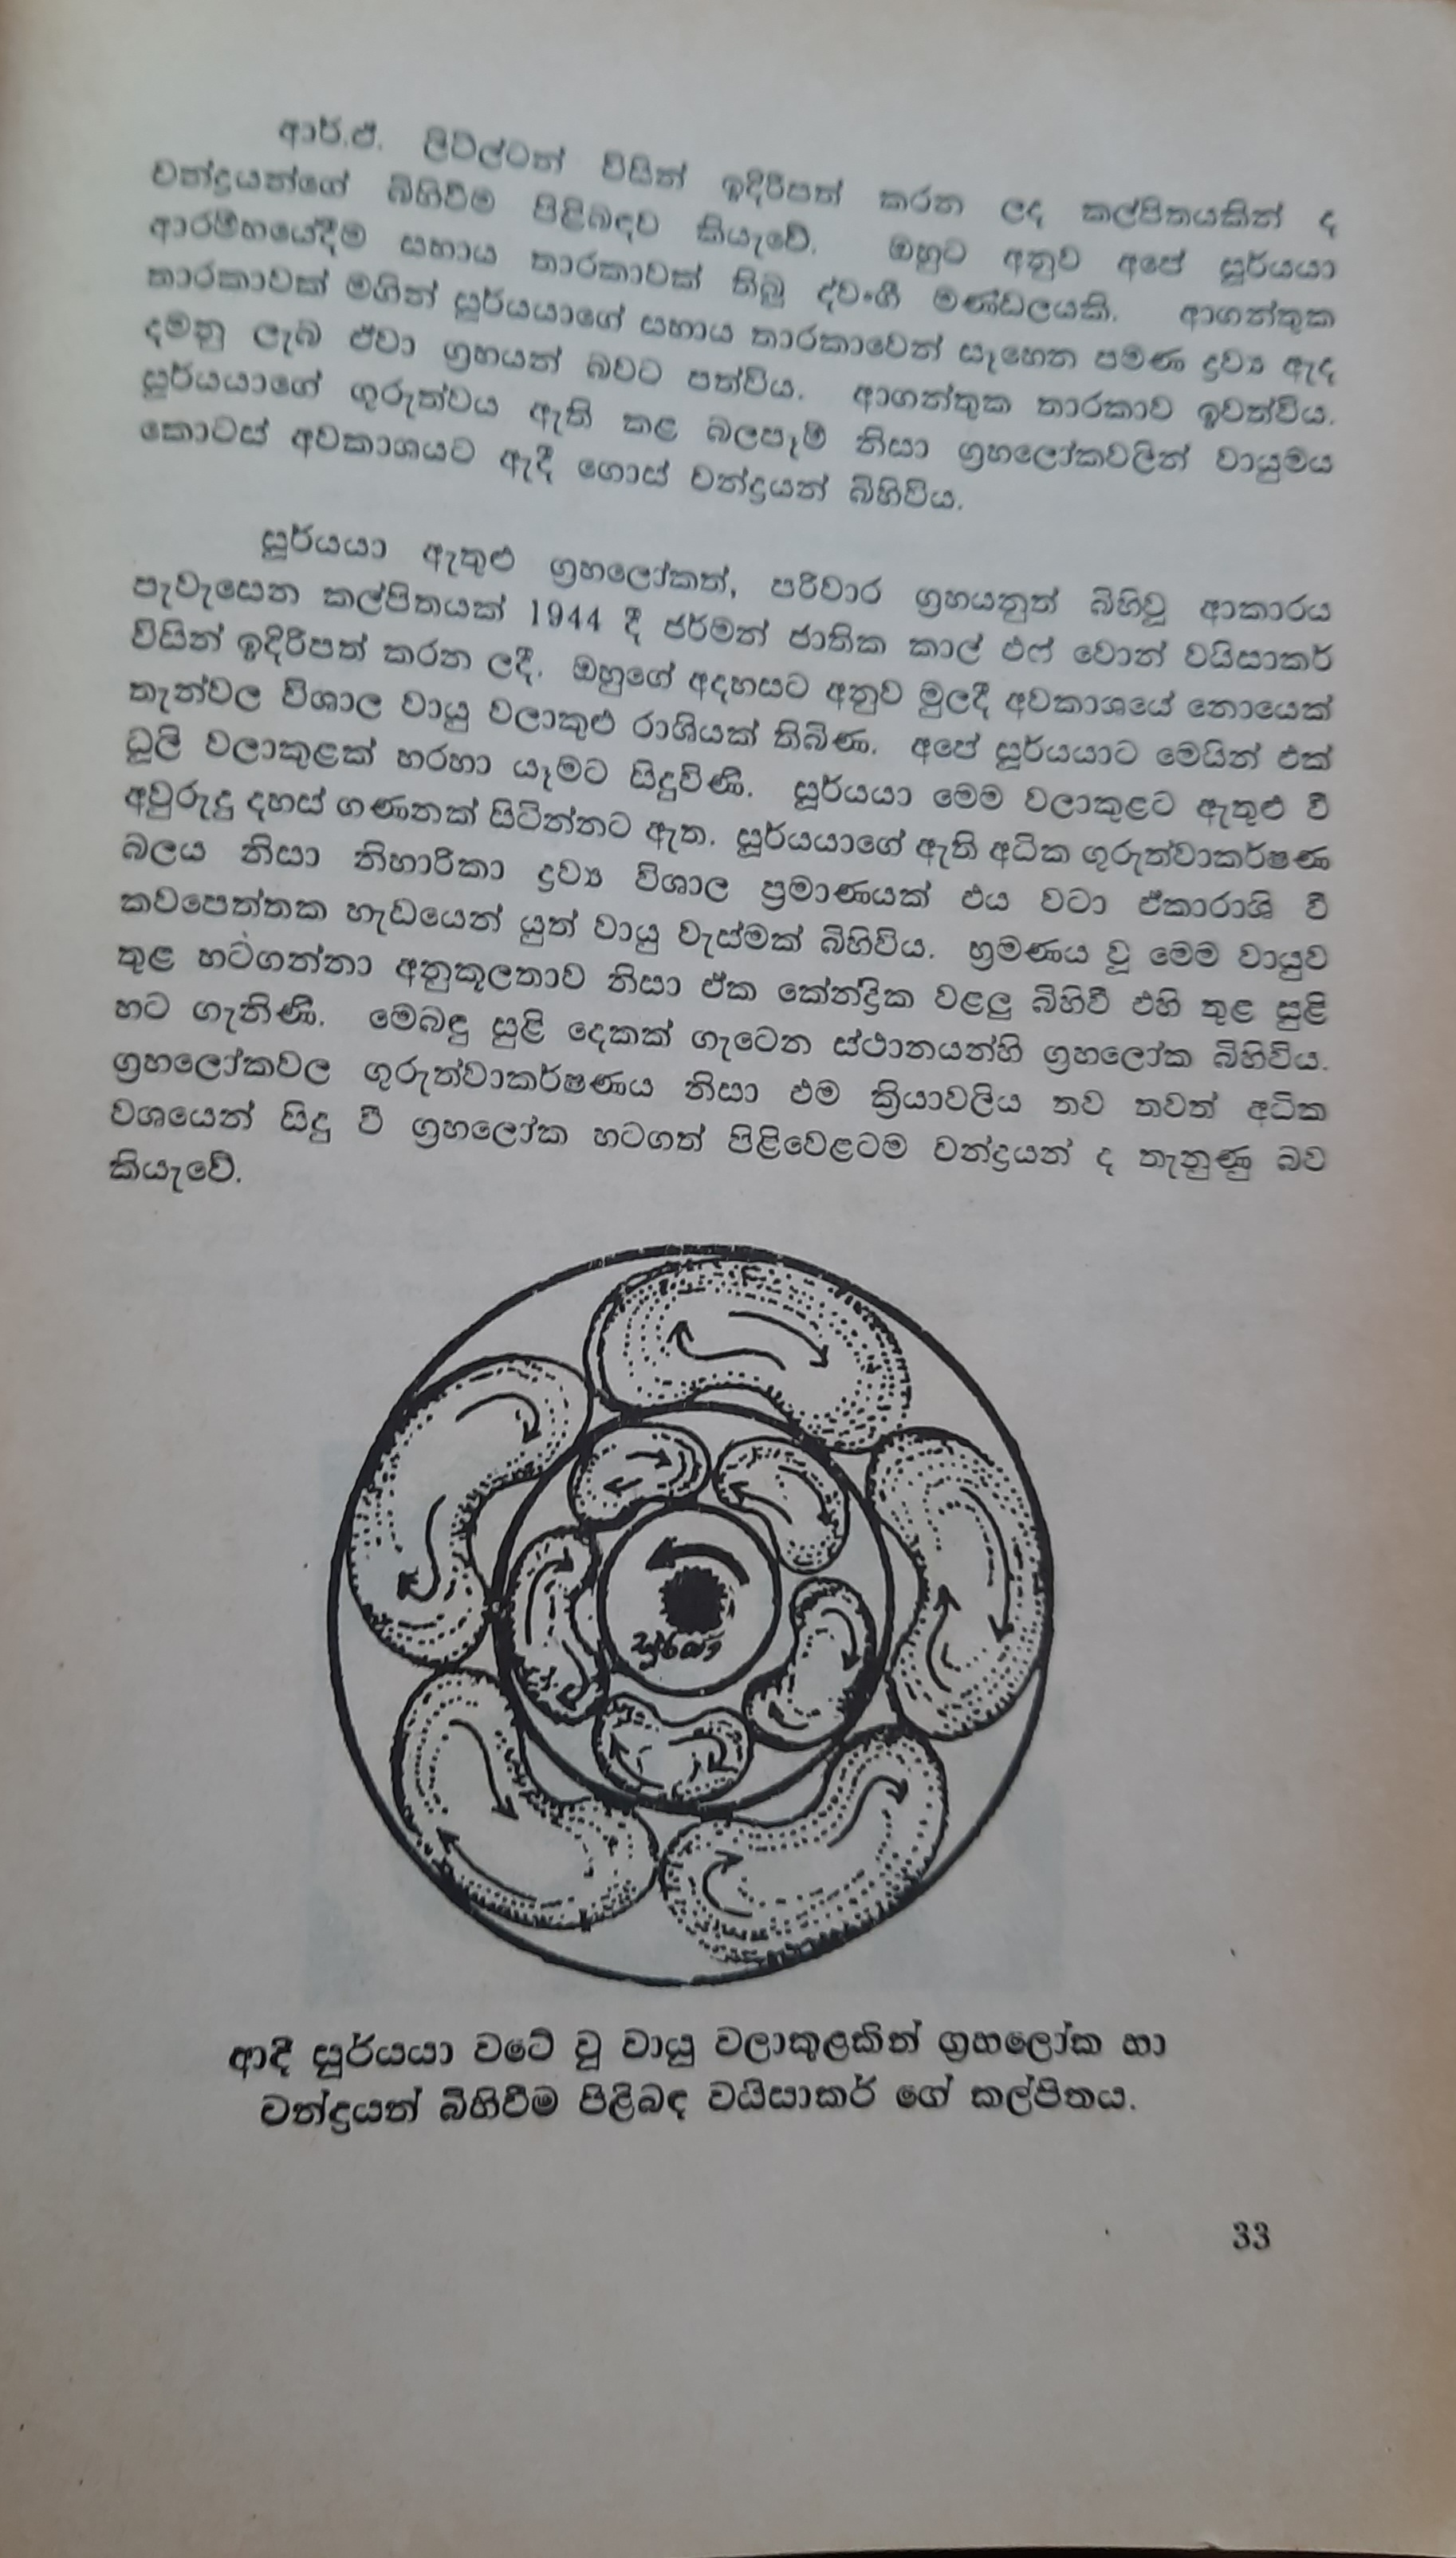 ආර්.ඒ. ලිට්ල්ටන් විසින් ඉදිරිපත් කරන ලද කල්පිතයකින් ද
චන්ද්‍රයන්ගේ බිහිවීම පිළිබඳව කියැවේ. ඔහුට අනුව අපේ සූර්යයා
ආරම්භයේදීම සහාය තාරකාවක් තිබූ ද්වංගී මණ්ඩලයකි. ආගන්තුක
තාරකාවක් මගින් සූර්යයාගේ සහාය තාරකාවෙන් සෑහෙන පමණ ද්‍රව්‍ය ඇද
දමනු ලැබ ඒවා ග්‍රහයන් බවට පත්විය. ආගන්තුක තාරකාව ඉවත්විය.
සූර්යයාගේ ගුරුත්වය ඇති කළ බලපෑම් නිසා ග්‍රහලෝකවලින් වායුමය
කොටස් අවකාශයට ඇදී ගොස් චන්ද්‍රයන් බිහිවිය.
සූර්යයා ඇතුළු ග්‍රහලෝකත්, පරිවාර ග්‍රහයනුත් බිහිවූ ආකාරය
පැවැසෙන කල්පිතයක් 1944 දී ජර්මන් ජාතික කාල් එෆ් වොන් වයිසාකර්
විසින් ඉදිරිපත් කරන ලදී. ඔහුගේ අදහසට අනුව මුලදී අවකාශයේ නොයෙක්
තැන්වල විශාල වායු වලාකුළු රාශියක් තිබිණ. අපේ සූර්යයාට මෙයින් එක්
ධූලි වලාකුළක් හරහා යෑමට සිදුවිණි. සූර්යයා මෙම වලාකුළට ඇතුළු වී
අවුරුදු දහස් ගණනක් සිටින්නට ඇත. සූර්යයාගේ ඇති අධික ගුරුත්වාකර්ෂණ
බලය නිසා නිහාරිකා ද්‍රව්‍ය විශාල ප්‍රමාණයක් එය වටා ඒකාරාශි වී
කවපෙත්තක හැඩයෙන් යුත් වායු වැස්මක් බිහිවිය. භ්‍රමණය වූ මෙම වායුව
තුළ හටගන්නා අනුකූලතාව නිසා ඒක කේන්ද්‍රික වළලු බිහිවී එහි තුළ සුළි
හට ගැනිණි. මෙබඳු සුළි දෙකක් ගැටෙන ස්ථානයන්හි ග්‍රහලෝක බිහිවිය.
ග්‍රහලෝකවල ගුරුත්වාකර්ෂණය නිසා එම ක්‍රියාවලිය තව තවත් අධික
වශයෙන් සිදු වී ග්‍රහලෝක හටගත් පිළිවෙළටම චන්ද්‍රයන් ද තැනුණු බව
කියැවේ.
සූර්යයා
ආදී සූර්යයා වටේ වූ වායු වලාකුළකින් ග්‍රහලෝක හා
චන්ද්‍රයන් බිහිවීම පිළිබඳ වයිසාකර් ගේ කල්පිතය.
33